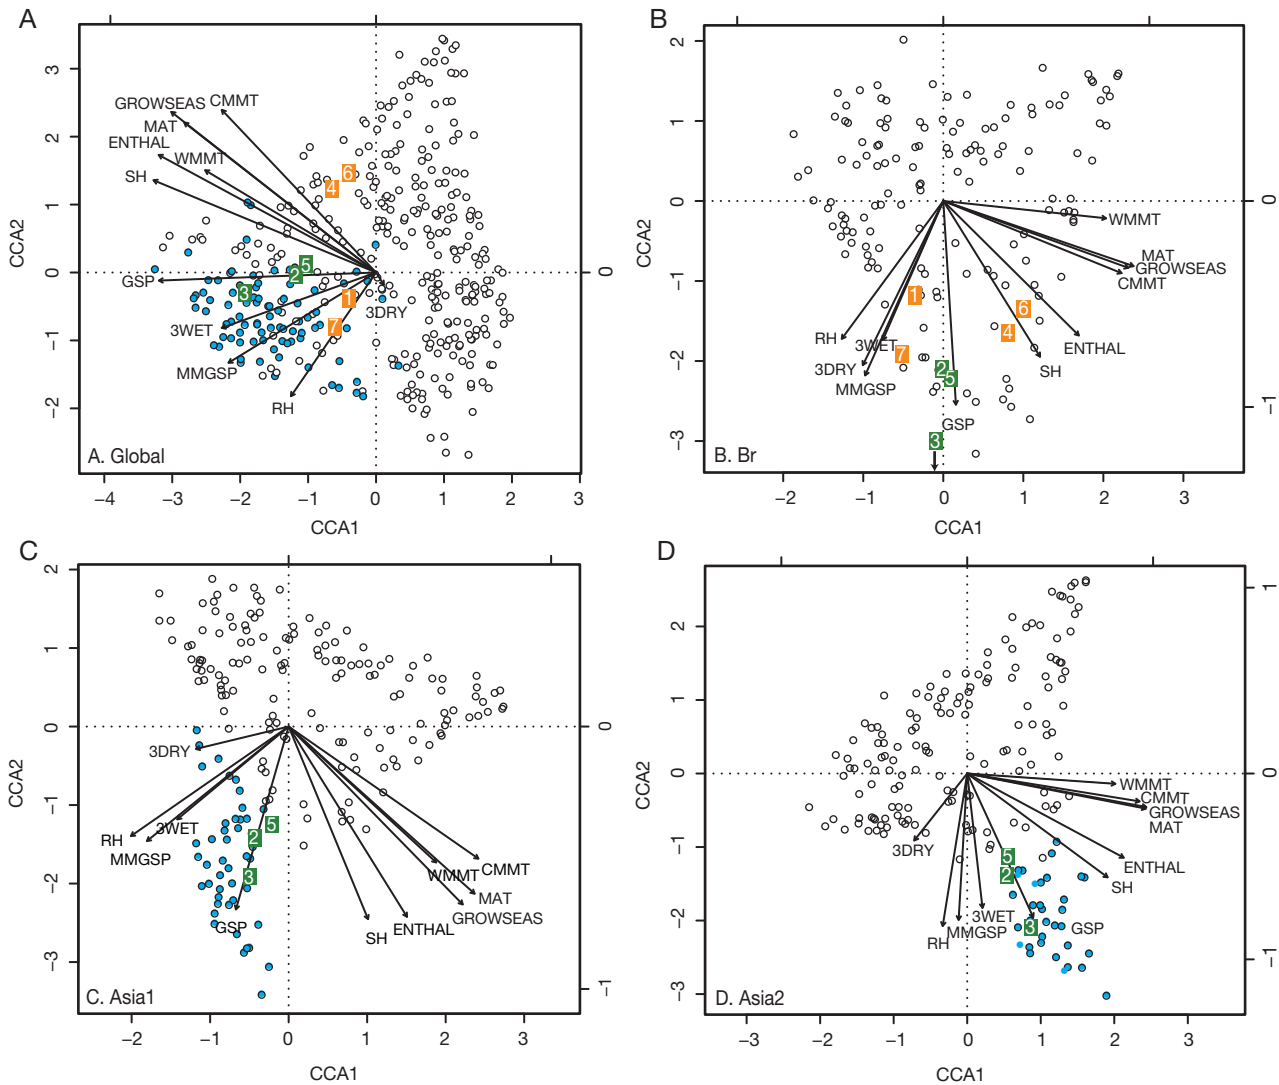 A
GROWSEAS CMMT
MAT
ENTHAL
WMMT
SH
6
4
5
2
GSP
3
1
3DRY
3WET
7
MMGSP
RH
A. Global
3
2
1
0
−1
−2
0
−4 −3 −2 −1 0 1 2 3
CCA1
CCA2
B
WMMT
MAT
GROWSEAS
CMMT
1
6
RH
3WET
4
ENTHAL
7
3DRY
2
SH
5
MMGSP
GSP
3
B. Br
2
1
0
−1
−2
−3
0
−1
−2 −1 0 1 2 3
CCA1
CCA2
C
3DRY
5
3WET
RH
2
MMGSP
CMMT
WMMT
3
MAT
GROWSEAS
GSP
ENTHAL
SH
C. Asia1
2
1
0
−1
−2
−3
0
−1
−2 −1 0 1 2 3
CCA1
CCA2
D
WMMT
CMMT
GROWSEAS
MAT
3DRY
5
ENTHAL
2
SH
3WET
MMGSP
3
GSP
RH
D. Asia2
2
1
0
−1
−2
−3
1
0
−1
−3 −2 −1 0 1 2 3
CCA1
CCA2